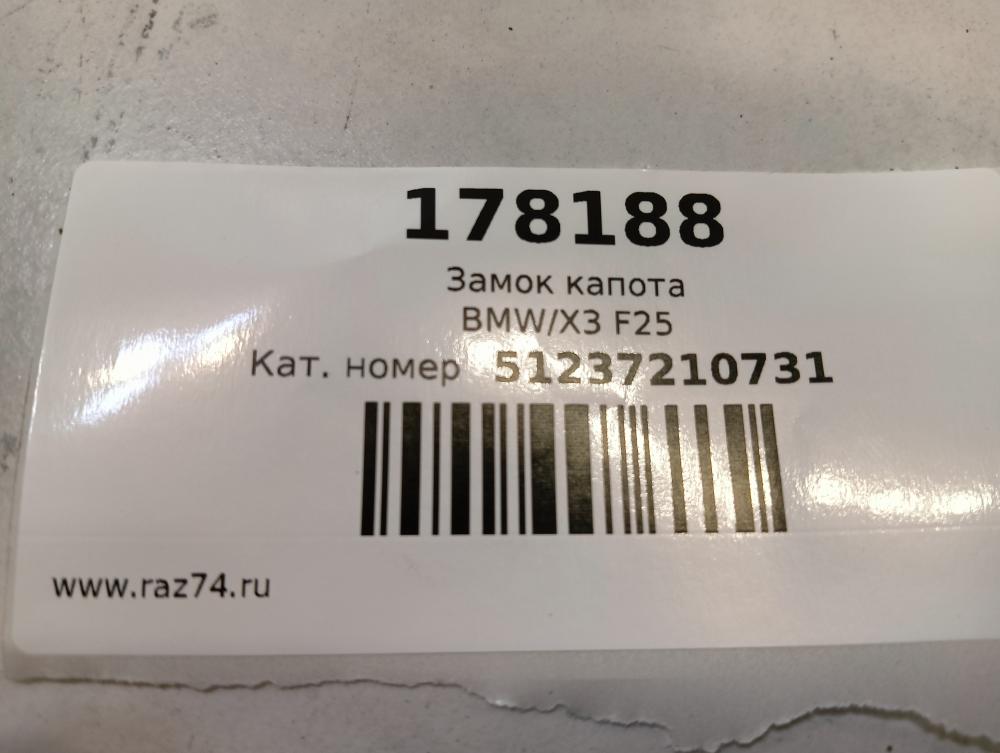 178188
Замок капота
BMW/X3 F25
Кат. номер 51237210731
www.raz74.ru